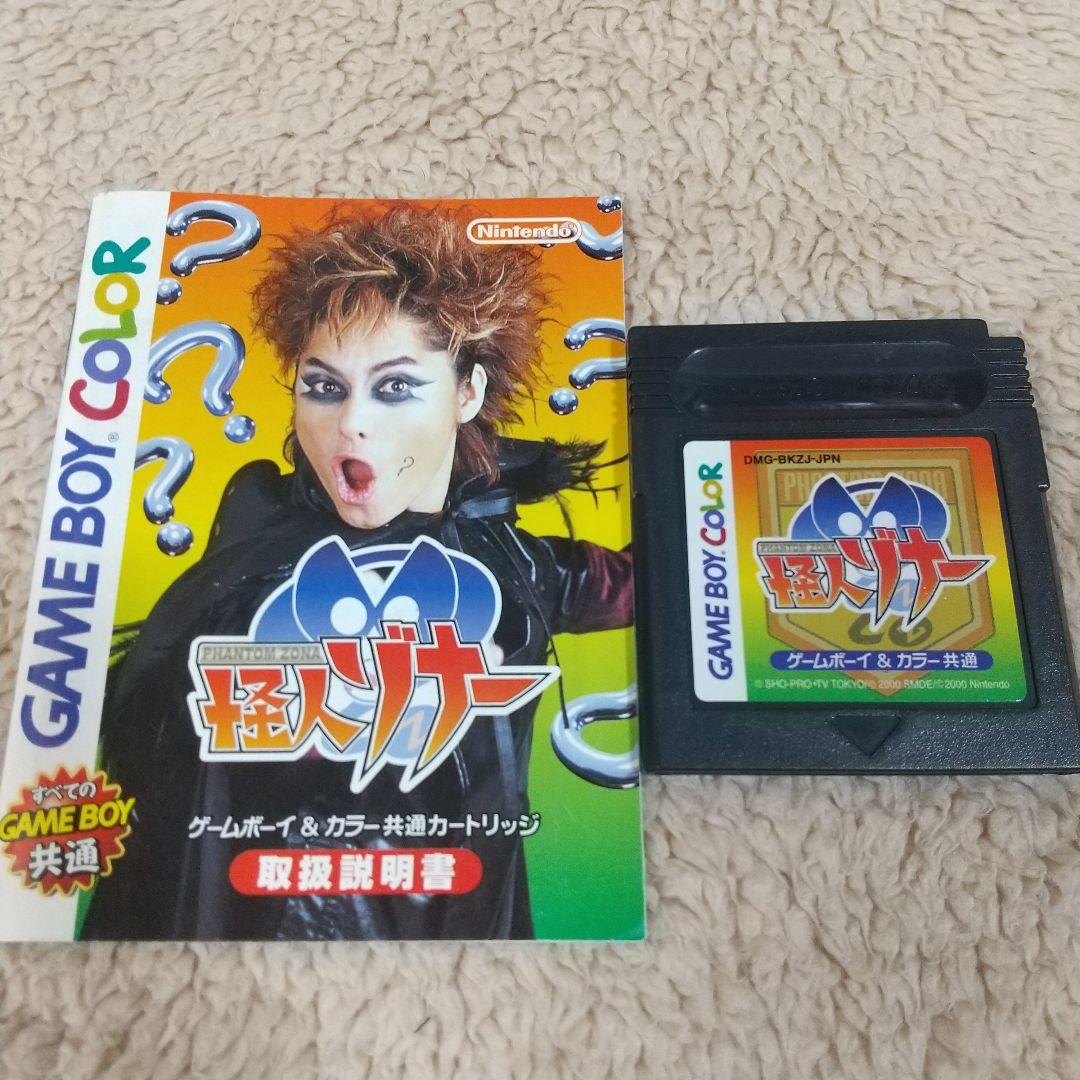 Nintendo®
GAME BOY® COLOR
PHANTOM ZONA
怪人ゾナー
すべての
GAME BOY
共通
ゲームボーイ & カラー共通カートリッジ
取扱説明書
DMG-BKZJ-JPN
GAME BOY COLOR
PHANTOM ZONA
PHANTOM ZONA
怪人ゾナー
ゲームボーイ & カラー共通
© SHO-PRO・TV TOKYO/© 2000 RMDE/© 2000 Nintendo